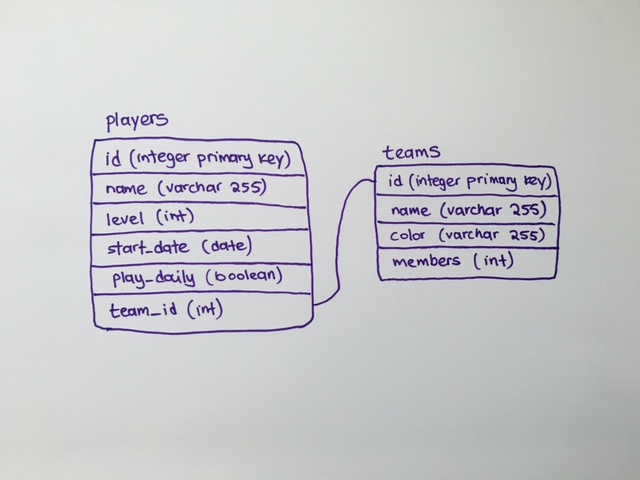 players
id (integer primary key)
name (varchar 255)
level (int)
start_date (date)
play_daily (boolean)
team_id (int)
teams
id (integer primary key)
name (varchar 255)
color (varchar 255)
members (int)